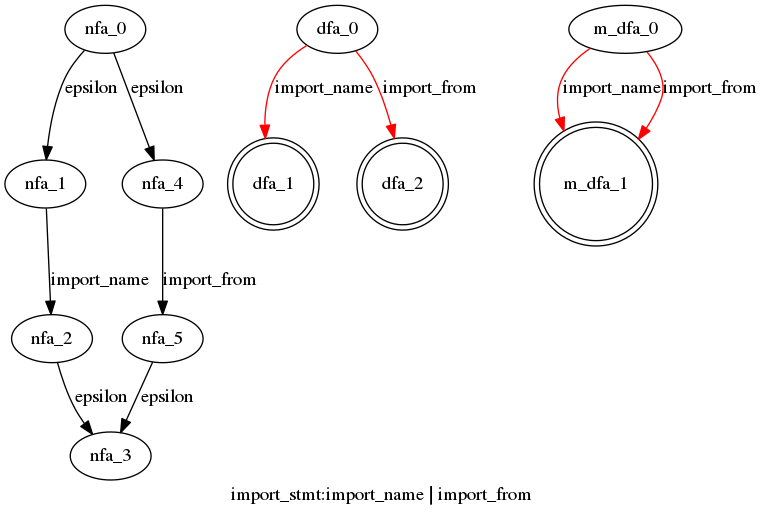 nfa_0
dfa_0
m_dfa_0
epsilon
epsilon
import_name
import_from
import_name
import_from
nfa_1
nfa_4
dfa_1
dfa_2
m_dfa_1
import_name
import_from
nfa_2
nfa_5
epsilon
epsilon
nfa_3
import_stmt:import_name | import_from